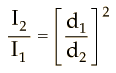 I₂/I₁ = [d₁/d₂]²